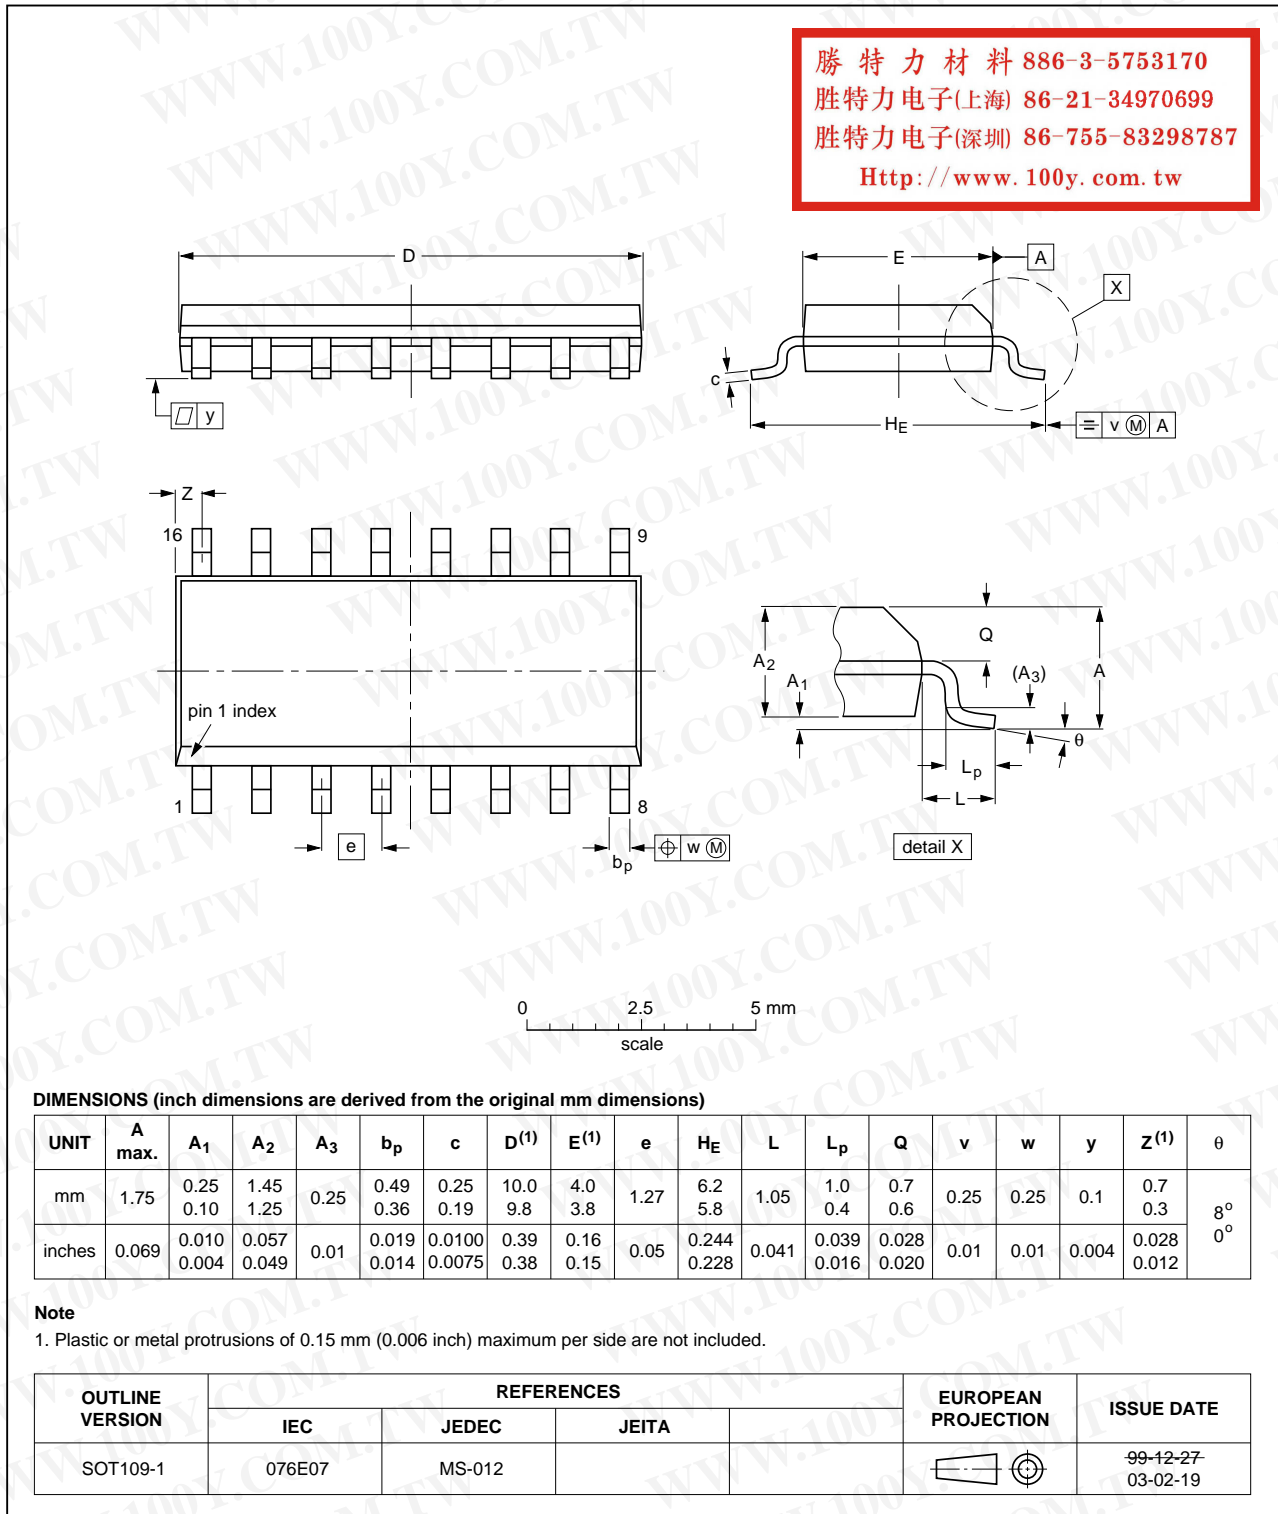 勝特力材料 886-3-5753170
胜特力电子(上海) 86-21-34970699
胜特力电子(深圳) 86-755-83298787
Http://www.100y.com.tw
D
E
A
X
c
y
HE
v M A
Z
16
9
pin 1 index
1
8
e
bp
w M
A2
A1
Q
(A3)
A
θ
Lp
L
detail X
0 2.5 5 mm
scale
DIMENSIONS (inch dimensions are derived from the original mm dimensions)
UNIT A max. A1 A2 A3 bp c D(1) E(1) e HE L Lp Q v w y Z(1) θ
mm 1.75 0.25 0.10 1.45 1.25 0.25 0.49 0.36 0.25 0.19 10.0 9.8 4.0 3.8 1.27 6.2 5.8 1.05 1.0 0.4 0.7 0.6 0.25 0.25 0.1 0.7 0.3 8° 0°
inches 0.069 0.010 0.004 0.057 0.049 0.01 0.019 0.014 0.0100 0.0075 0.39 0.38 0.16 0.15 0.05 0.244 0.228 0.041 0.039 0.016 0.028 0.020 0.01 0.01 0.004 0.028 0.012
Note
1. Plastic or metal protrusions of 0.15 mm (0.006 inch) maximum per side are not included.
OUTLINE VERSION REFERENCES EUROPEAN PROJECTION ISSUE DATE
IEC JEDEC JEITA
SOT109-1 076E07 MS-012 99-12-27
03-02-19
WWW.100Y.COM.TW